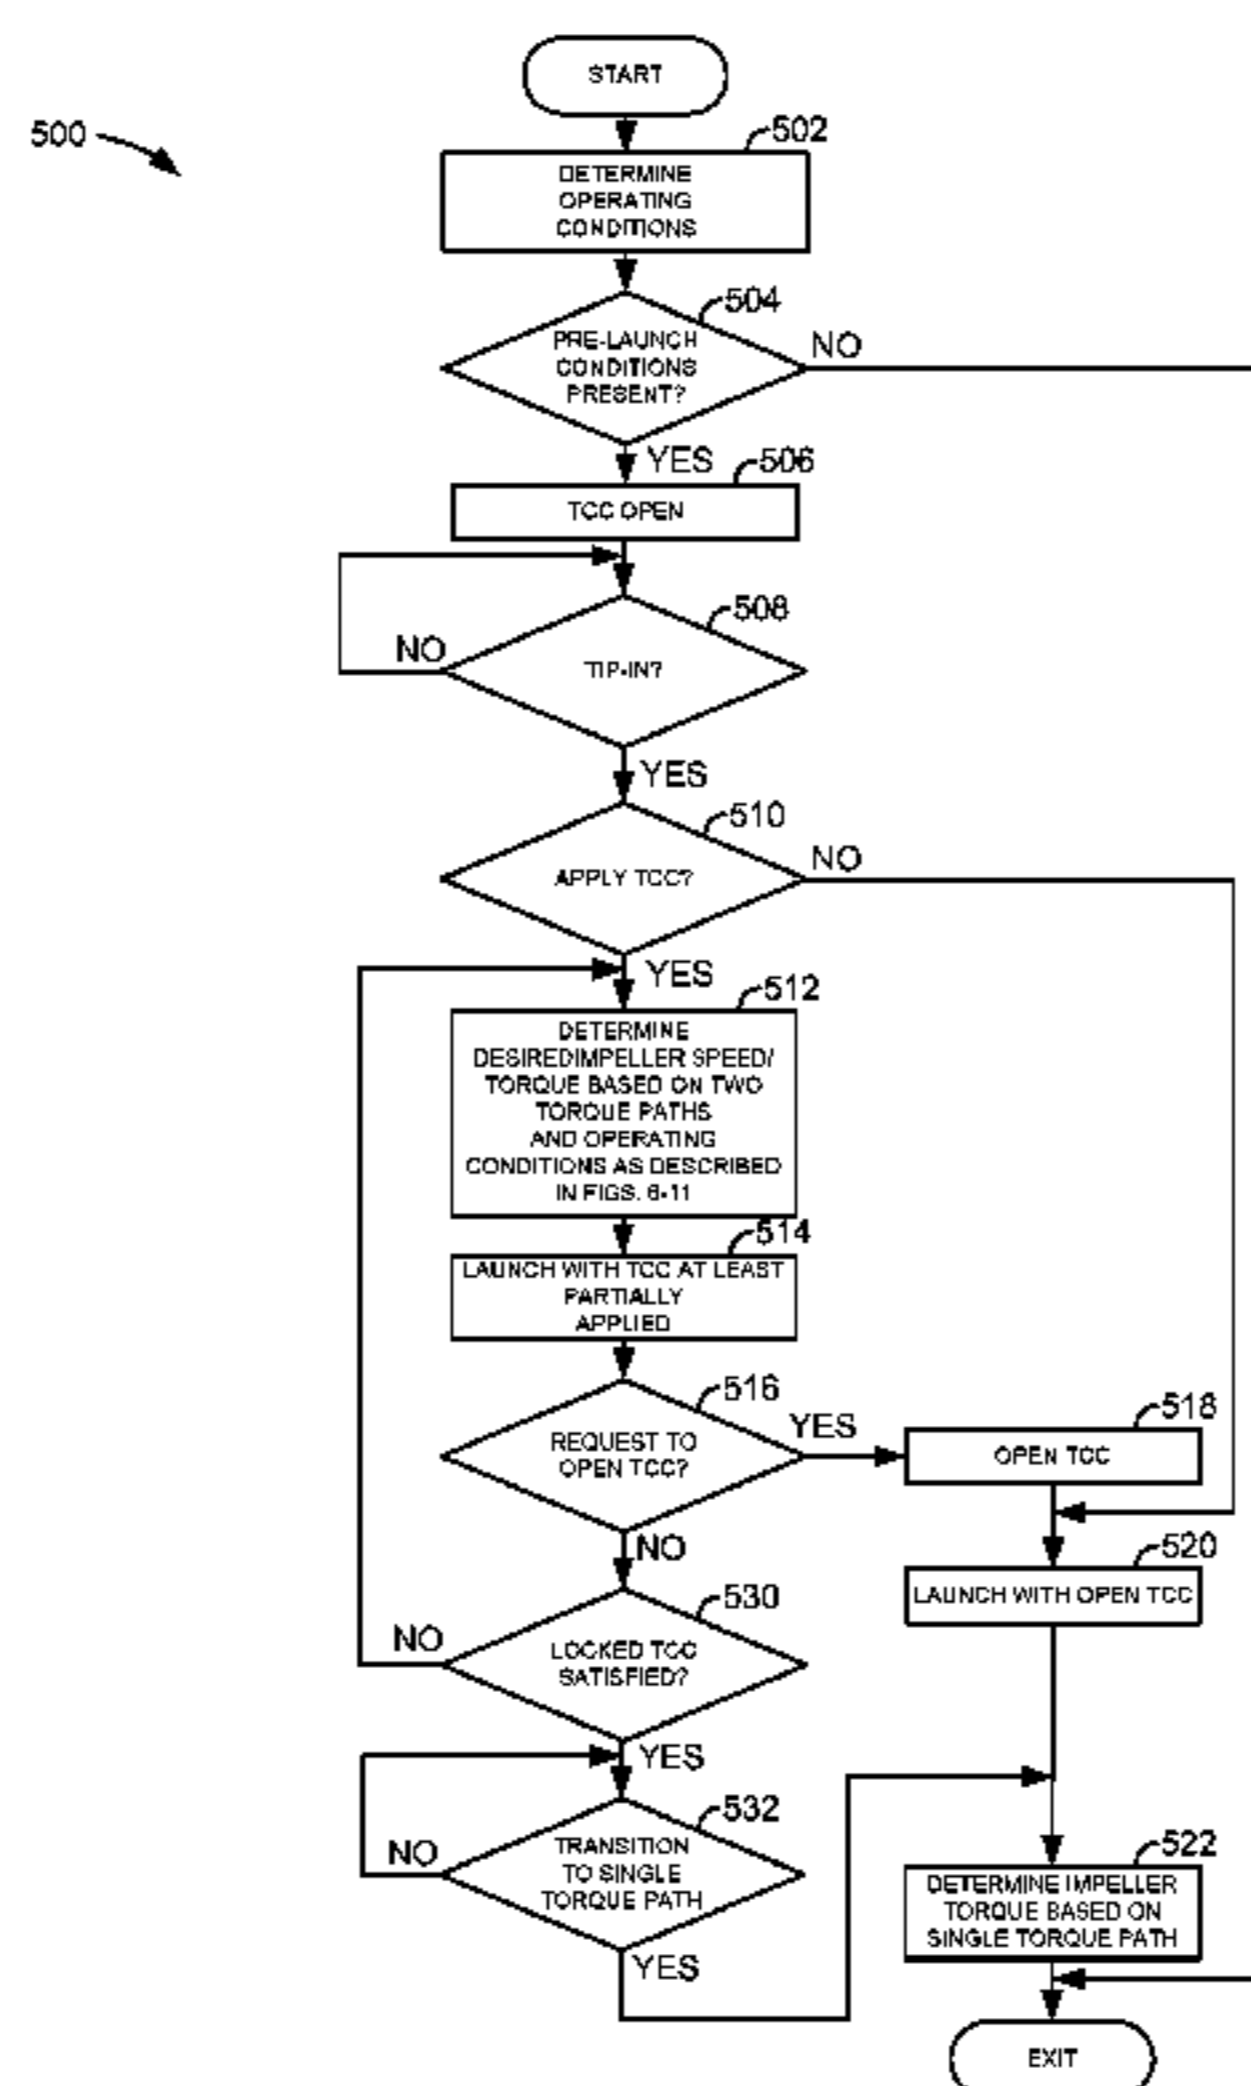 START
500
502
DETERMINE
OPERATING
CONDITIONS
504
PRE-LAUNCH
CONDITIONS
PRESENT?
NO
YES
506
TCC OPEN
508
NO
TIP-IN?
YES
510
APPLY TCC?
NO
YES
512
DETERMINE
DESIREDIMPELLER SPEED/
TORQUE BASED ON TWO
TORQUE PATHS
AND OPERATING
CONDITIONS AS DESCRIBED
IN FIGS. 6-11
514
LAUNCH WITH TCC AT LEAST
PARTIALLY
APPLIED
516
REQUEST TO
OPEN TCC?
YES
518
OPEN TCC
NO
520
LAUNCH WITH OPEN TCC
530
NO
LOCKED TCC
SATISFIED?
YES
532
NO
TRANSITION
TO SINGLE
TORQUE PATH
YES
522
DETERMINE IMPELLER
TORQUE BASED ON
SINGLE TORQUE PATH
EXIT